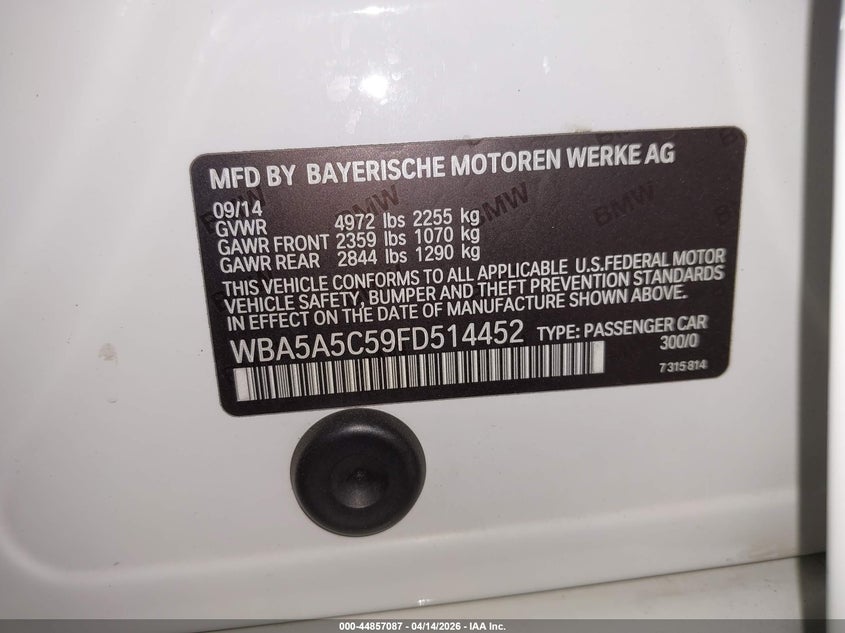 MFD BY BAYERISCHE MOTOREN WERKE AG
09/14
GVWR 4972 lbs 2255 kg
GAWR FRONT 2359 lbs 1070 kg
GAWR REAR 2844 lbs 1290 kg
THIS VEHICLE CONFORMS TO ALL APPLICABLE U.S.FEDERAL MOTOR
VEHICLE SAFETY, BUMPER AND THEFT PREVENTION STANDARDS
IN EFFECT ON THE DATE OF MANUFACTURE SHOWN ABOVE.
WBA5A5C59FD514452 TYPE: PASSENGER CAR
300/0
7 315 814
BMW
000-44857087 | 04/14/2026 | IAA Inc.